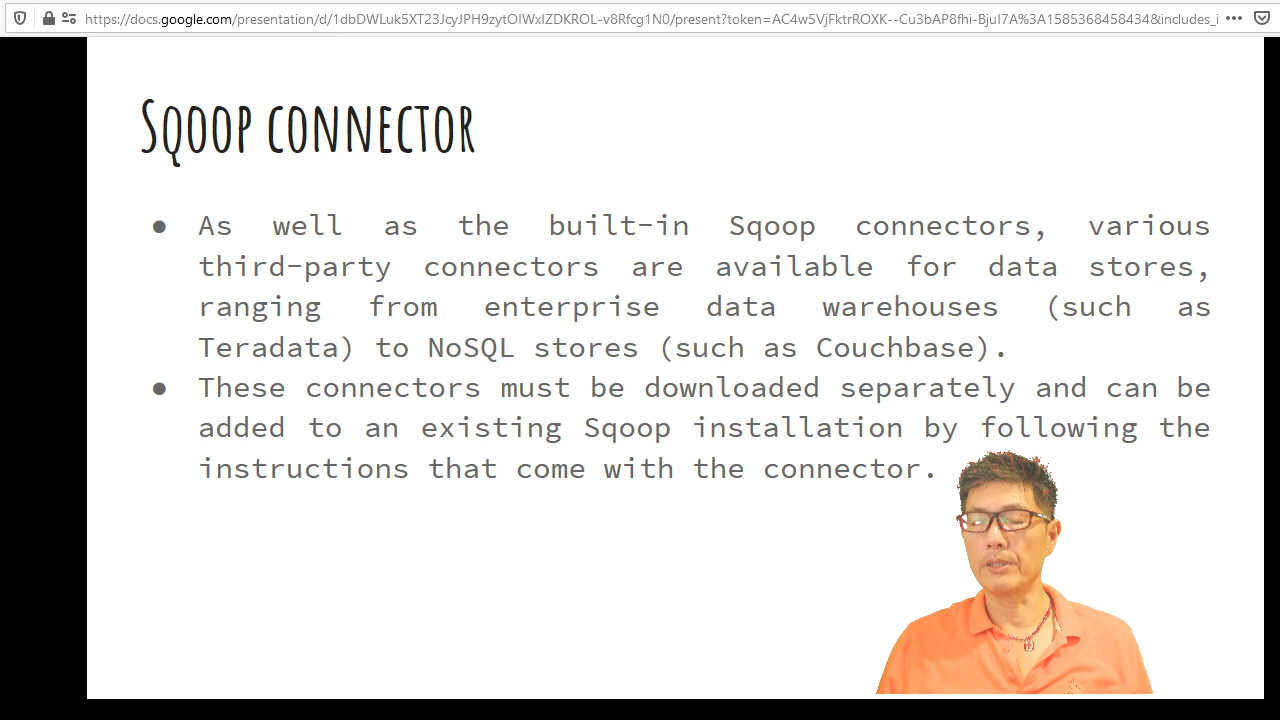 https://docs.google.com/presentation/d/1dbDWLuk5XT23JcyJPH9zytOIWxIZDKROL-v8Rfcg1N0/present?token=AC4w5VjFktrROXK--Cu3bAP8fhi-BjuI7A%3A1585368458434&includes_i
Sqoop connector
● As well as the built-in Sqoop connectors, various
third-party connectors are available for data stores,
ranging from enterprise data warehouses (such as
Teradata) to NoSQL stores (such as Couchbase).
● These connectors must be downloaded separately and can be
added to an existing Sqoop installation by following the
instructions that come with the connector.